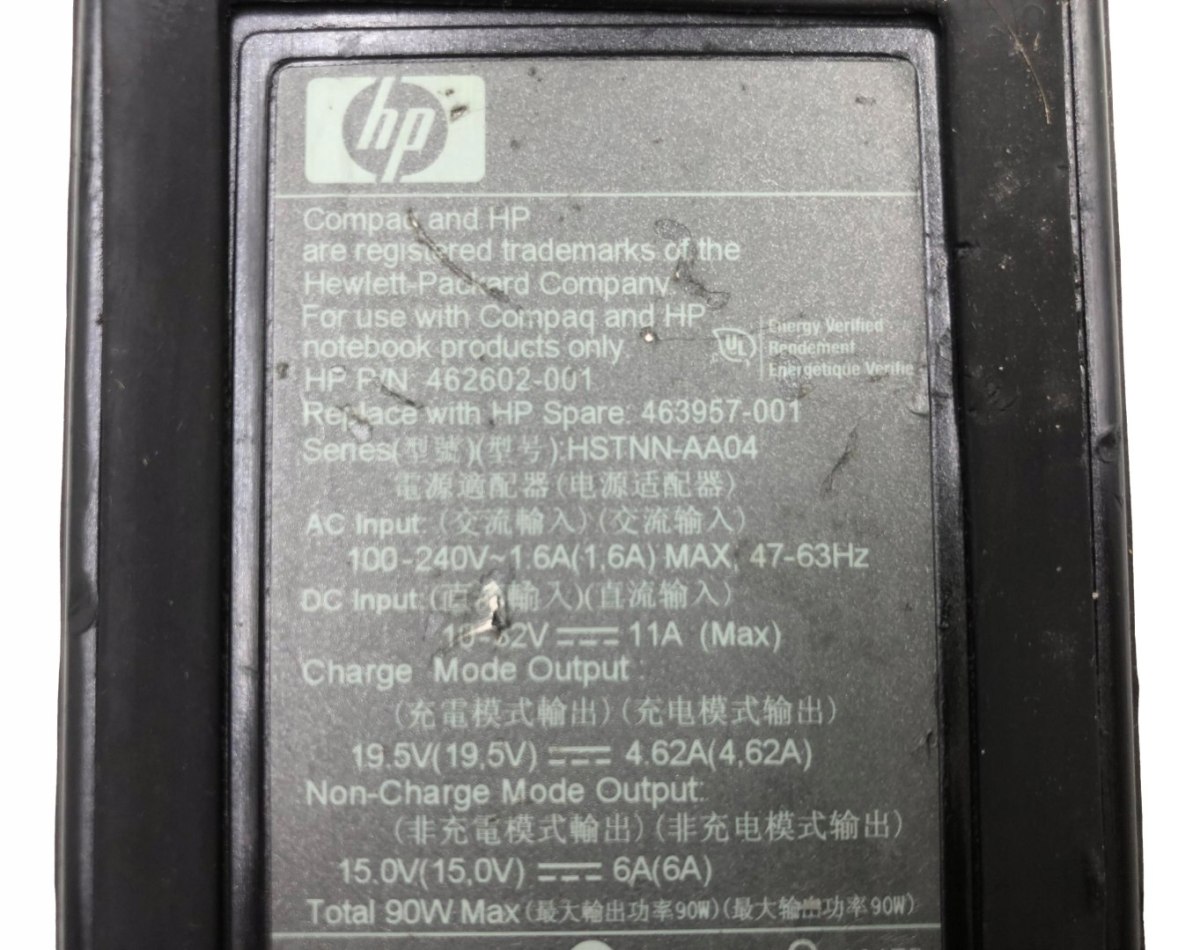 hp
Compaq and HP
are registered trademarks of the
Hewlett-Packard Company.
For use with Compaq and HP
notebook products only.
UL Energy Verified
Rendement
Énergétique Vérifié
HP P/N: 462602-001
Replace with HP Spare: 463957-001
Series(型號)(型号):HSTNN-AA04
電源適配器(电源适配器)
AC Input: (交流輸入)(交流输入)
100-240V~1.6A(1,6A) MAX, 47-63Hz
DC Input:(直流輸入)(直流输入)
11A (Max)
Charge Mode Output:
(充電模式輸出)(充电模式输出)
19.5V(19,5V) ⎓ 4.62A(4,62A)
Non-Charge Mode Output:
(非充電模式輸出)(非充电模式输出)
15.0V(15,0V) ⎓ 6A(6A)
Total 90W Max(最大輸出功率90W)(最大输出功率90W)